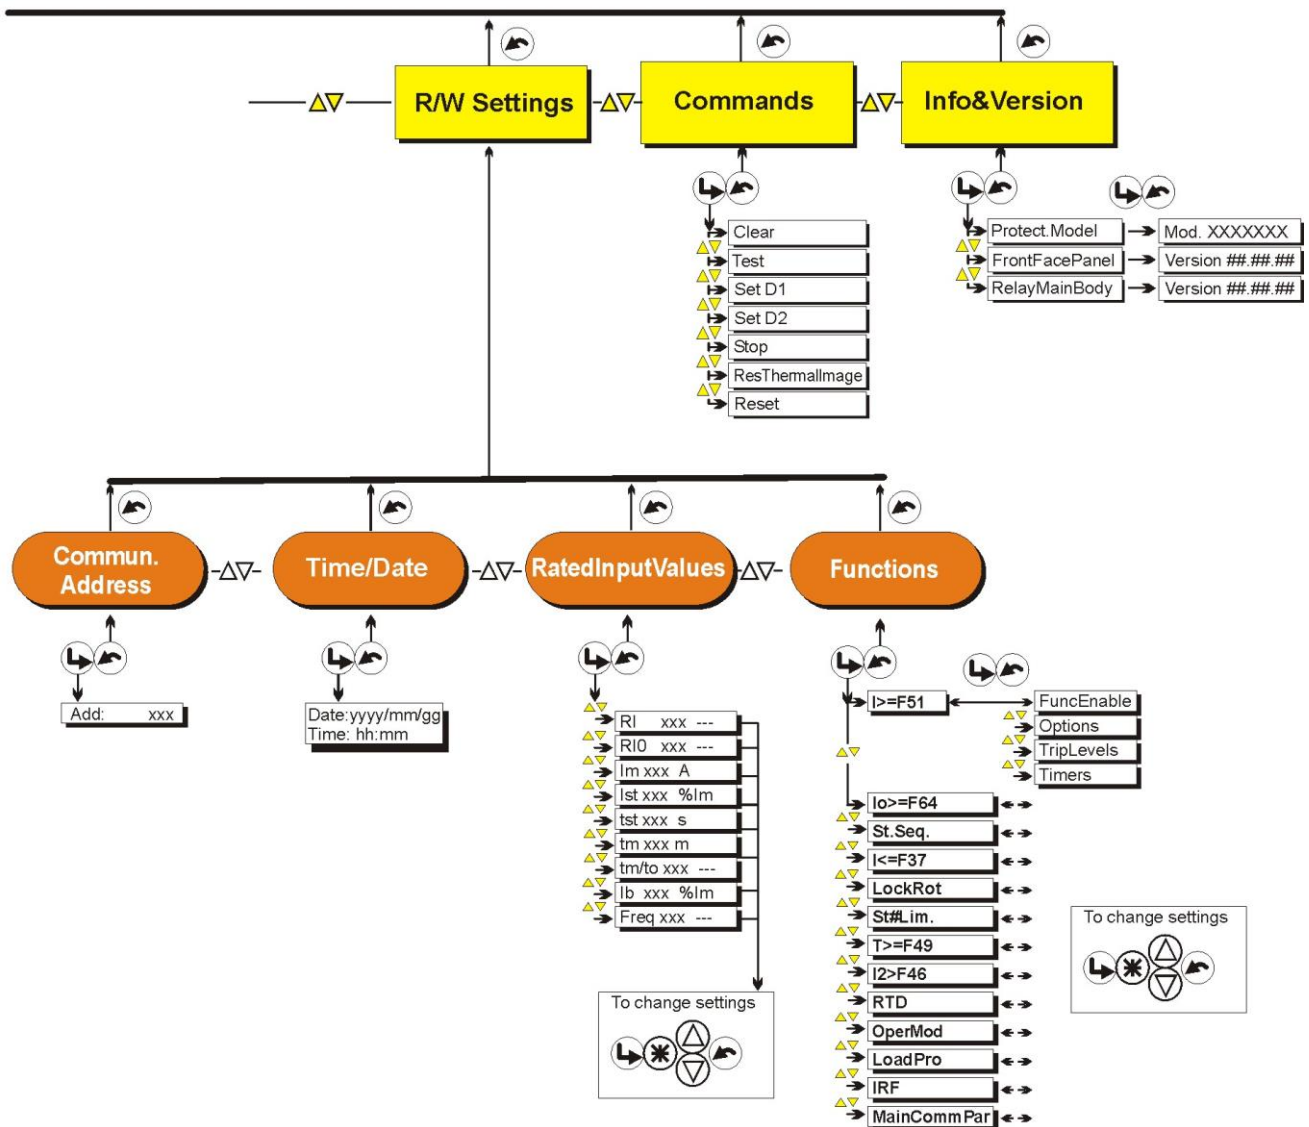 R/W Settings
Commands
Info&Version
Clear
Test
Set D1
Set D2
Stop
ResThermalImage
Reset
Protect.Model
Mod. XXXXXXX
FrontFacePanel
Version ##.##.##
RelayMainBody
Version ##.##.##
Commun.
Address
Time/Date
RatedInputValues
Functions
Add: xxx
Date:yyyy/mm/gg
Time: hh:mm
RI xxx ---
RI0 xxx ---
Im xxx A
Ist xxx %Im
tst xxx s
tm xxx m
tm/to xxx ---
Ib xxx %Im
Freq xxx ---
To change settings
I>=F51
FuncEnable
Options
TripLevels
Timers
Io>=F64
St.Seq.
I<=F37
LockRot
St#Lim.
T>=F49
I2>F46
RTD
OperMod
LoadPro
IRF
MainCommPar
To change settings